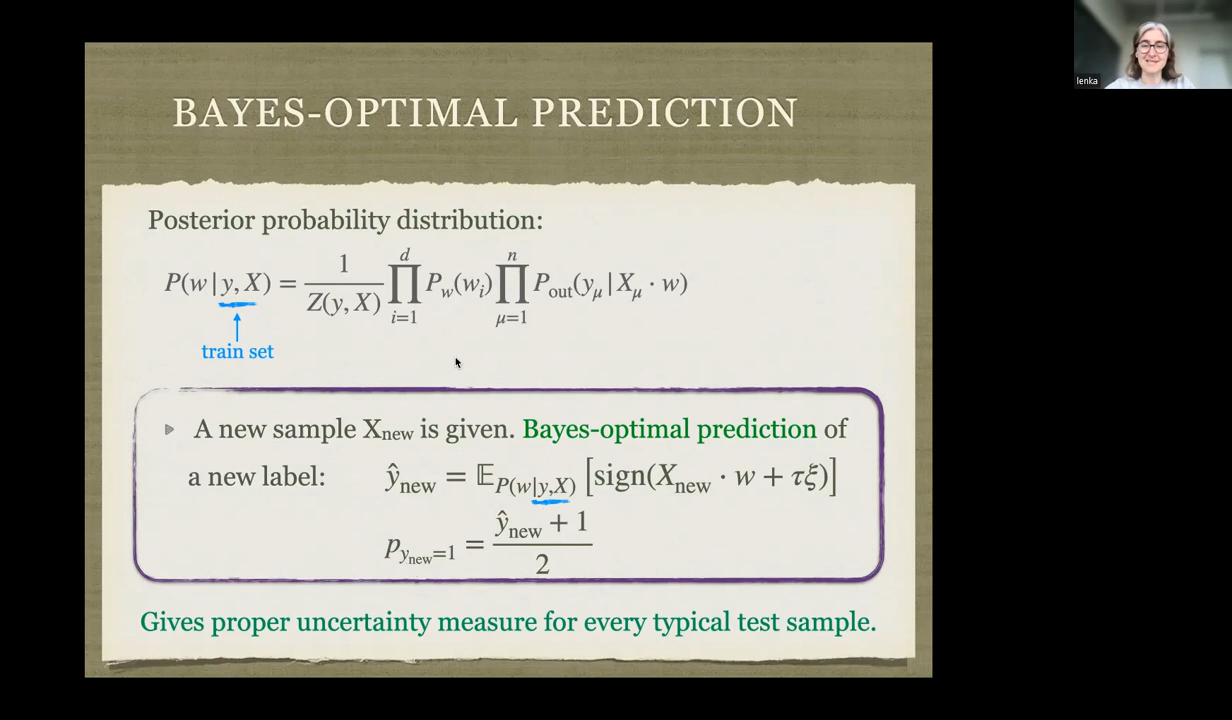 lenka
BAYES-OPTIMAL PREDICTION
Posterior probability distribution:
P(w|y, X) = 1/Z(y, X) ∏_{i=1}^{d} P_w(w_i) ∏_{μ=1}^{n} P_out(y_μ|X_μ · w)
train set
A new sample X_new is given. Bayes-optimal prediction of
a new label: ŷ_new = 𝔼_{P(w|y,X)} [sign(X_new · w + τξ)]
p_{y_new=1} = (ŷ_new + 1)/2
Gives proper uncertainty measure for every typical test sample.